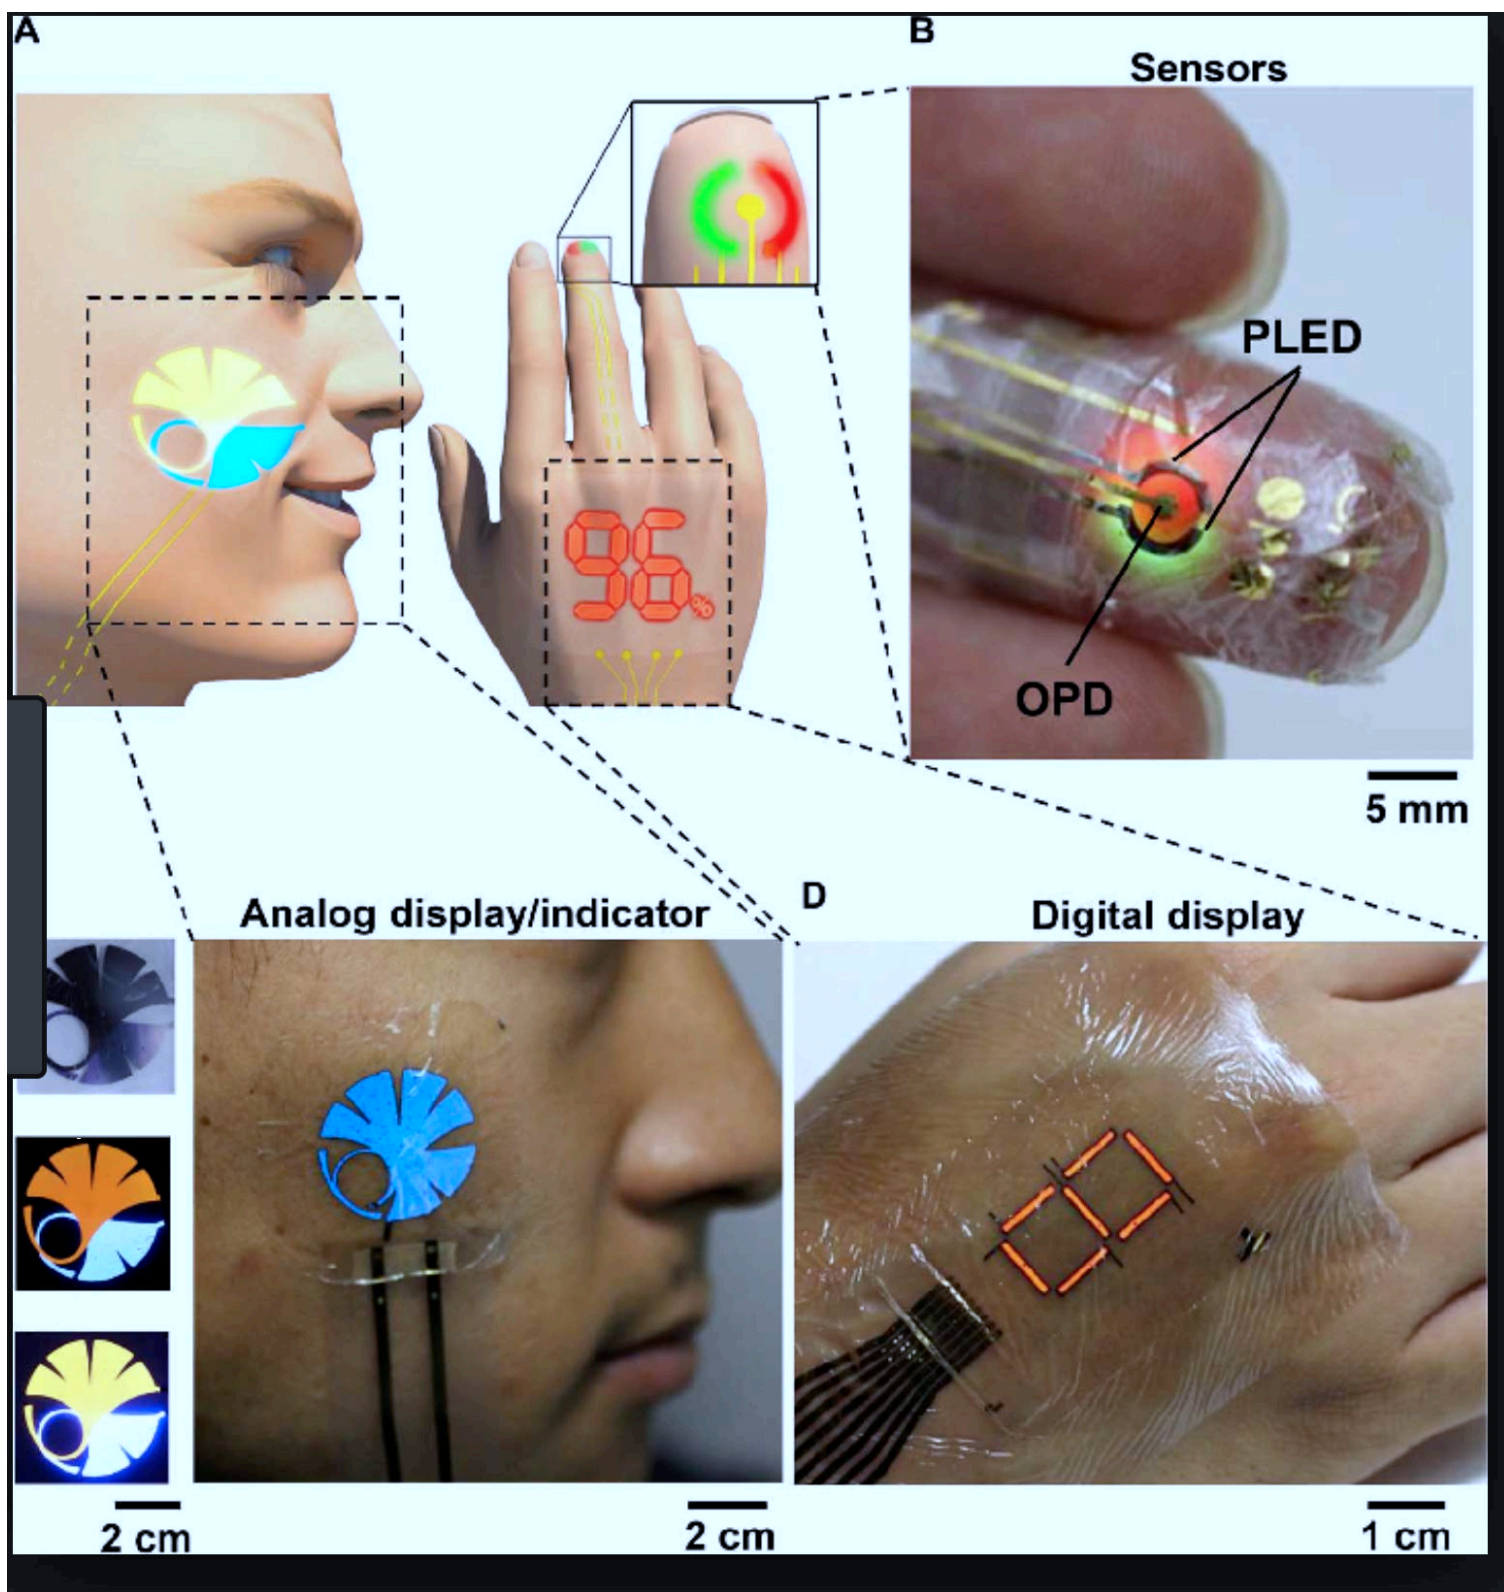 A
B
Sensors
PLED
OPD
5 mm
96%
Analog display/indicator
D
Digital display
2 cm
2 cm
1 cm